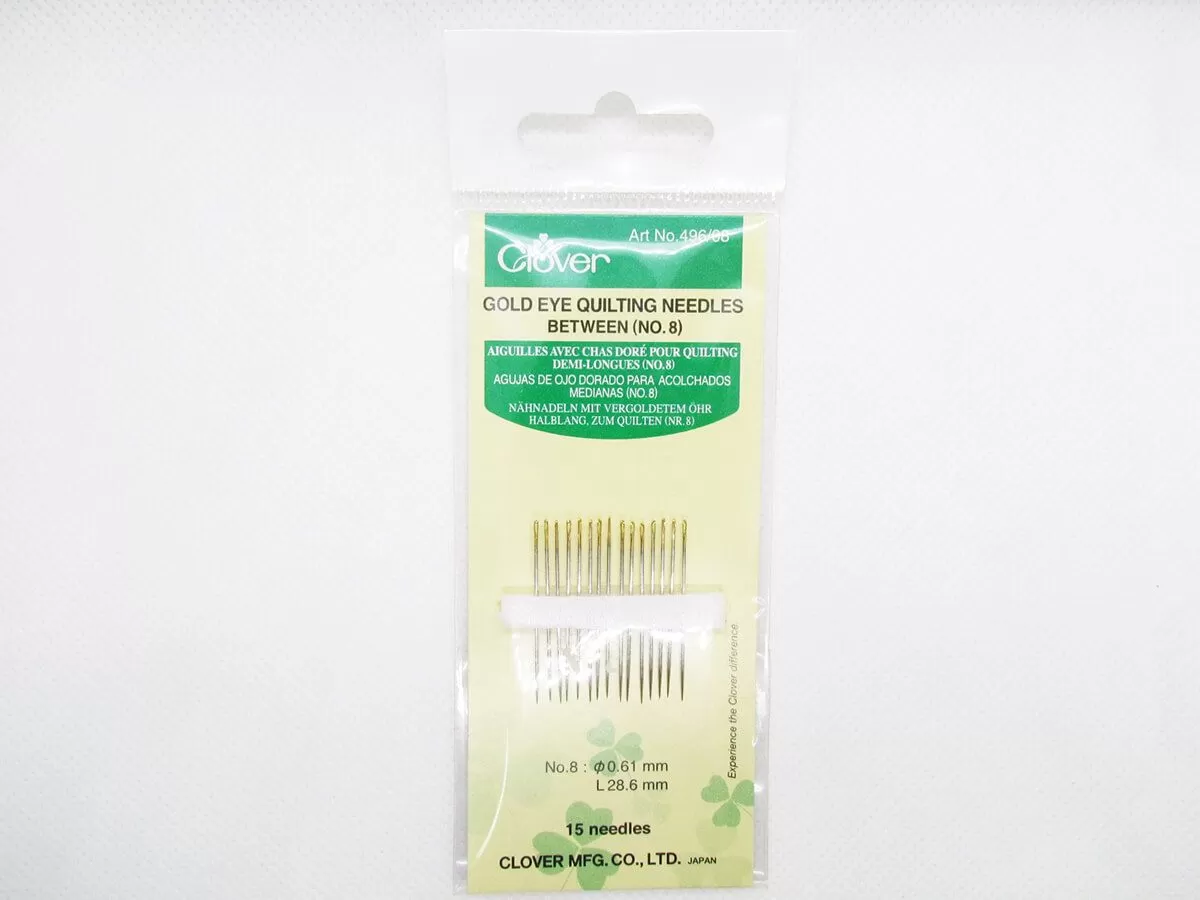 Art No.496/08
Clover
GOLD EYE QUILTING NEEDLES
BETWEEN (NO.8)
AIGUILLES AVEC CHAS DORÉ POUR QUILTING
DEMI-LONGUES (NO.8)
AGUJAS DE OJO DORADO PARA ACOLCHADOS
MEDIANAS (NO.8)
NÄHNADELN MIT VERGOLDETEM ÖHR
HALBLANG, ZUM QUILTEN (NR.8)
Experience the Clover difference
No.8 : φ0.61 mm
L 28.6 mm
15 needles
CLOVER MFG. CO., LTD. JAPAN